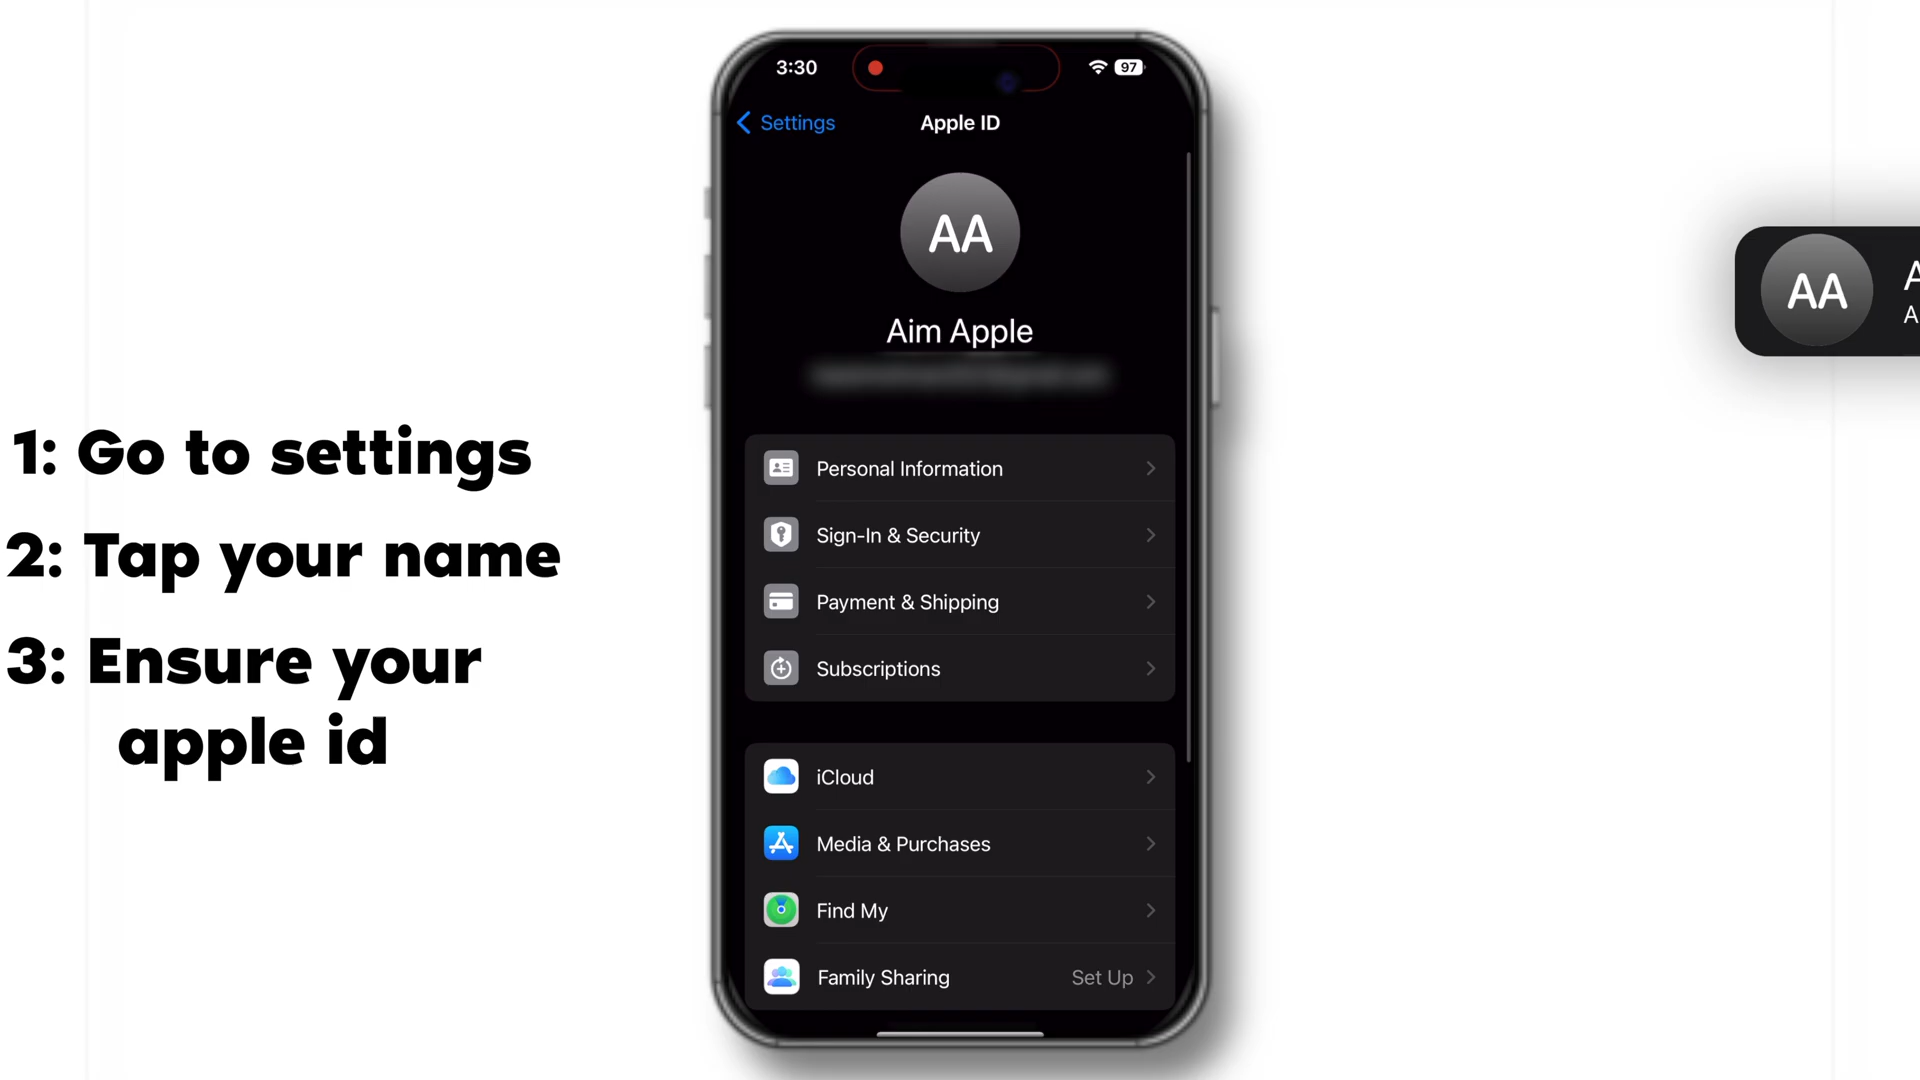 3:30
97
Settings
Apple ID
AA
Aim Apple
Personal Information
Sign-In & Security
Payment & Shipping
Subscriptions
iCloud
Media & Purchases
Find My
Family Sharing Set Up
1: Go to settings
2: Tap your name
3: Ensure your
apple id
AA
A
A